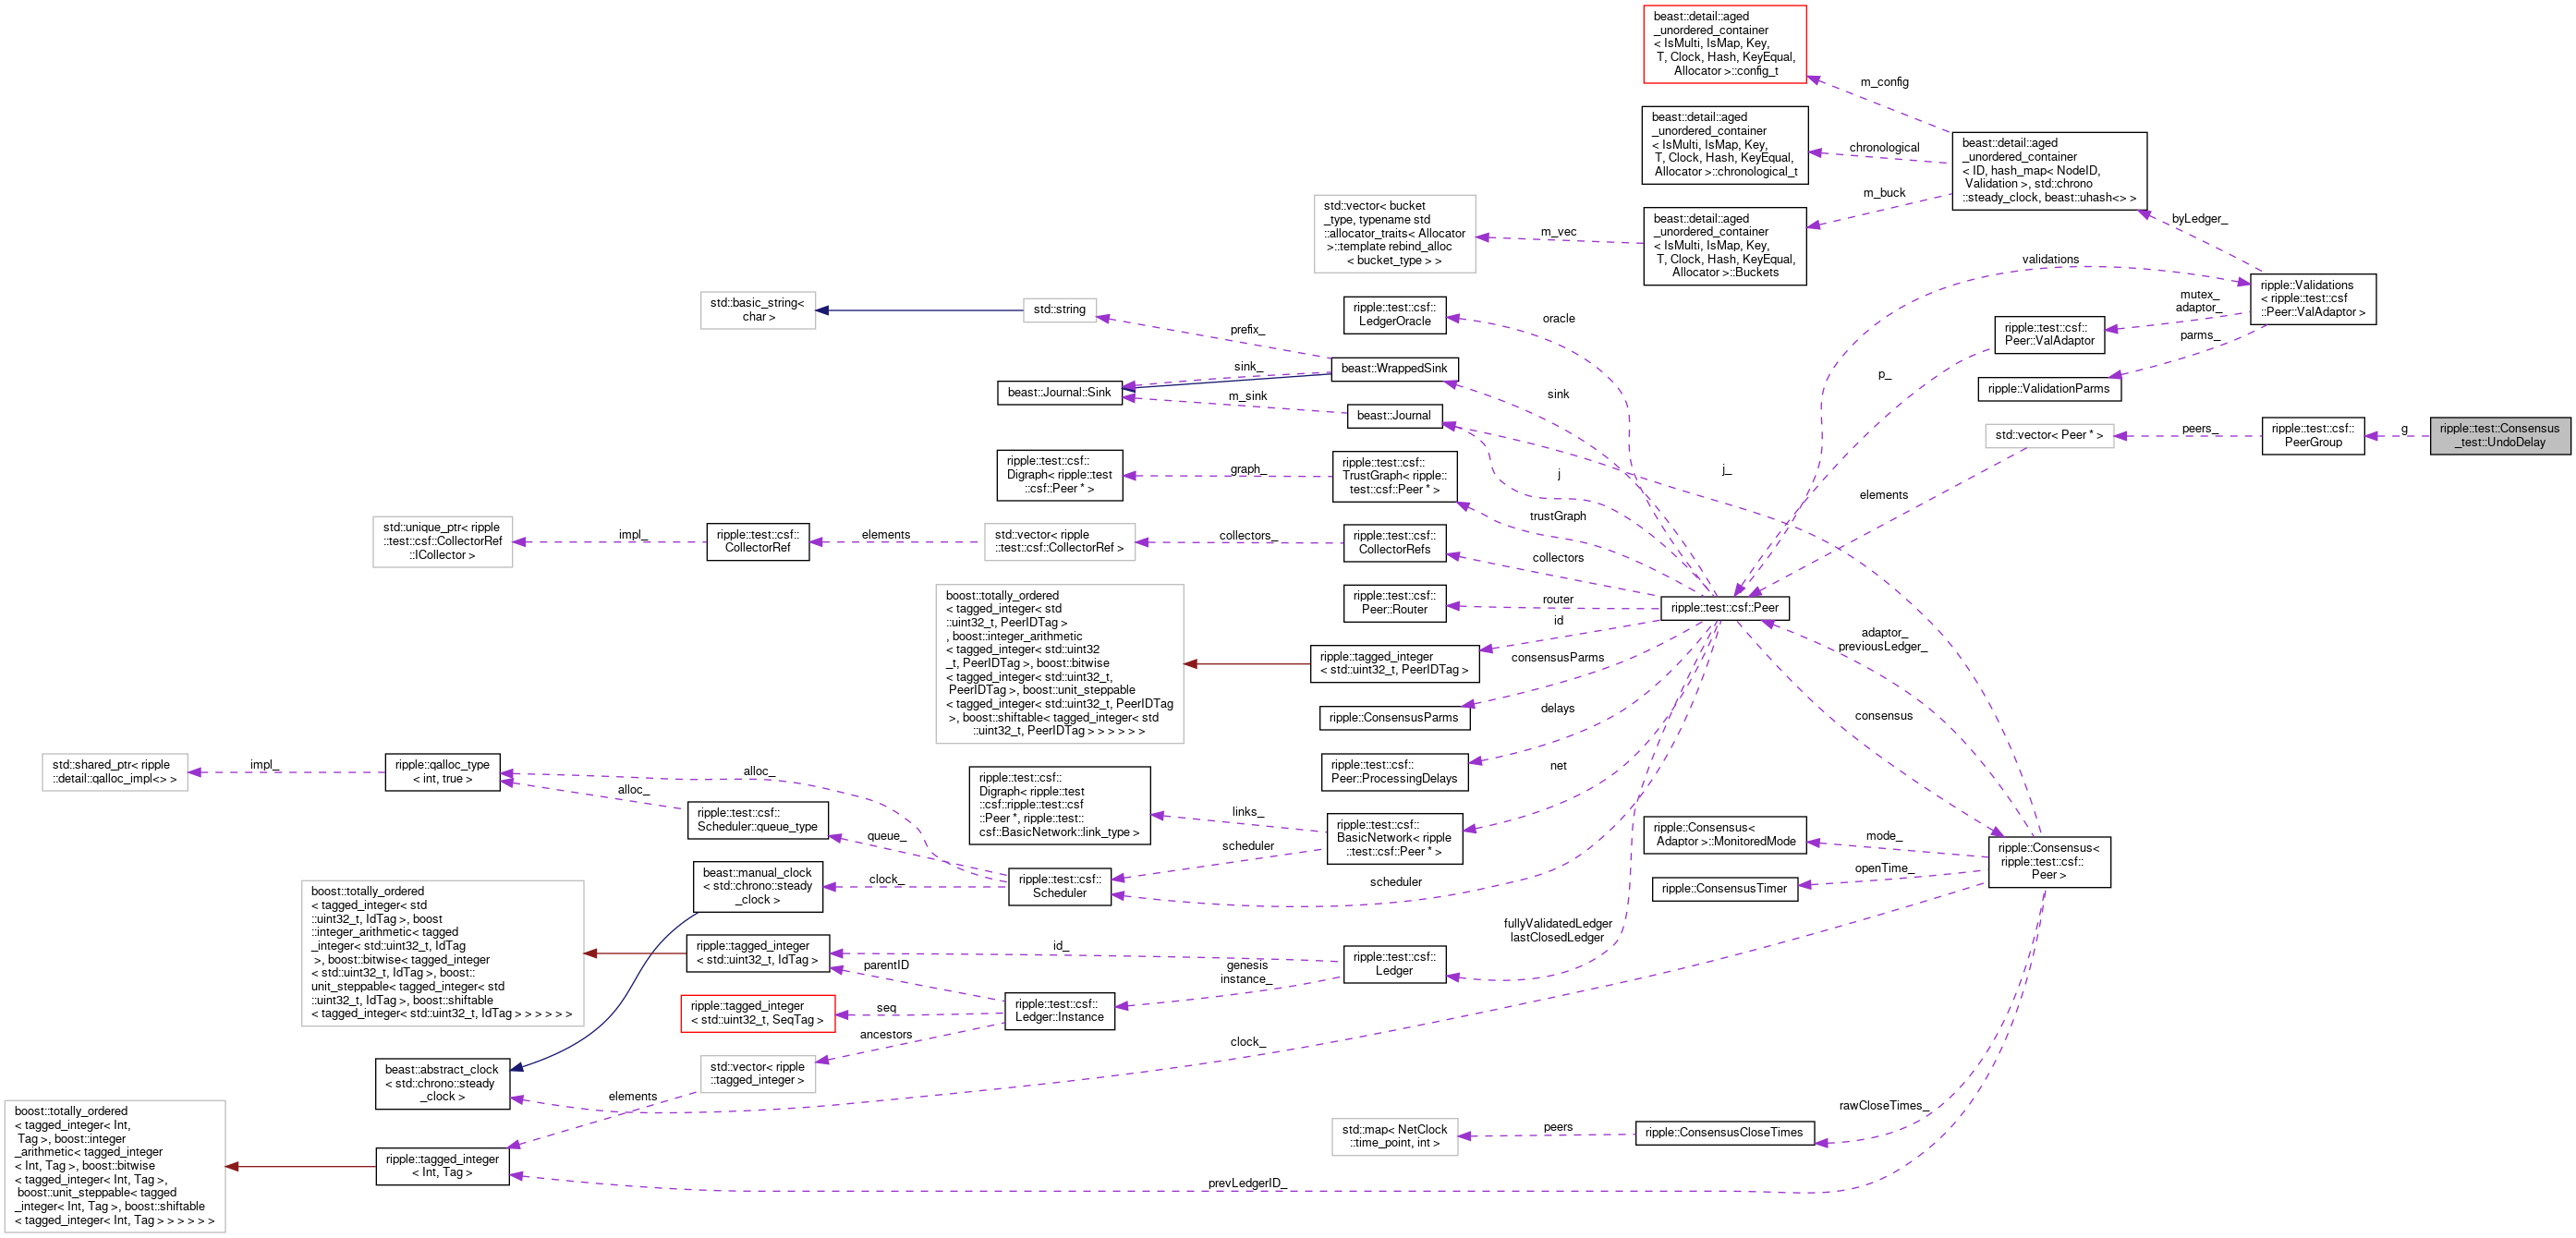 beast::detail::aged
_unordered_container
< IsMulti, IsMap, Key,
T, Clock, Hash, KeyEqual,
Allocator >::config_t
m_config
beast::detail::aged
_unordered_container
< IsMulti, IsMap, Key,
T, Clock, Hash, KeyEqual,
Allocator >::chronological_t
chronological
beast::detail::aged
_unordered_container
< ID, hash_map< NodeID,
Validation >, std::chrono
::steady_clock, beast::uhash<> >
m_buck
std::vector< bucket
_type, typename std
::allocator_traits< Allocator
>::template rebind_alloc
< bucket_type > >
m_vec
beast::detail::aged
_unordered_container
< IsMulti, IsMap, Key,
T, Clock, Hash, KeyEqual,
Allocator >::Buckets
byLedger_
validations
ripple::Validations
< ripple::test::csf
::Peer::ValAdaptor >
mutex_
adaptor_
parms_
ripple::test::csf::
Peer::ValAdaptor
p_
ripple::ValidationParms
std::basic_string<
char >
std::string
prefix_
ripple::test::csf::
LedgerOracle
oracle
beast::Journal::Sink
sink_
m_sink
beast::WrappedSink
sink
beast::Journal
j
j_
std::vector< Peer * >
peers_
ripple::test::csf::
PeerGroup
g
ripple::test::Consensus
_test::UndoDelay
elements
ripple::test::csf::
Digraph< ripple::test
::csf::Peer * >
graph_
ripple::test::csf::
TrustGraph< ripple::
test::csf::Peer * >
trustGraph
std::unique_ptr< ripple
::test::csf::CollectorRef
::ICollector >
impl_
ripple::test::csf::
CollectorRef
elements
std::vector< ripple
::test::csf::CollectorRef >
collectors_
ripple::test::csf::
CollectorRefs
collectors
ripple::test::csf::
Peer::Router
router
ripple::test::csf::Peer
id
boost::totally_ordered
< tagged_integer< std
::uint32_t, PeerIDTag >
, boost::integer_arithmetic
< tagged_integer< std::uint32
_t, PeerIDTag >, boost::bitwise
< tagged_integer< std::uint32_t,
PeerIDTag >, boost::unit_steppable
< tagged_integer< std::uint32_t, PeerIDTag
>, boost::shiftable< tagged_integer< std
::uint32_t, PeerIDTag > > > > > >
ripple::tagged_integer
< std::uint32_t, PeerIDTag >
consensusParms
ripple::ConsensusParms
adaptor_
previousLedger_
delays
ripple::test::csf::
Peer::ProcessingDelays
consensus
net
std::shared_ptr< ripple
::detail::qalloc_impl<> >
impl_
ripple::qalloc_type
< int, true >
alloc_
alloc_
ripple::test::csf::
Scheduler::queue_type
queue_
ripple::test::csf::
Digraph< ripple::test
::csf::ripple::test::csf
::Peer *, ripple::test::
csf::BasicNetwork::link_type >
links_
ripple::test::csf::
BasicNetwork< ripple
::test::csf::Peer * >
scheduler
scheduler
beast::manual_clock
< std::chrono::steady
_clock >
clock_
ripple::test::csf::
Scheduler
ripple::Consensus<
Adaptor >::MonitoredMode
mode_
ripple::Consensus<
ripple::test::csf::
Peer >
ripple::ConsensusTimer
openTime_
boost::totally_ordered
< tagged_integer< std
::uint32_t, IdTag >, boost
::integer_arithmetic< tagged
_integer< std::uint32_t, IdTag
>, boost::bitwise< tagged_integer
< std::uint32_t, IdTag >, boost::
unit_steppable< tagged_integer< std
::uint32_t, IdTag >, boost::shiftable
< tagged_integer< std::uint32_t, IdTag > > > > > >
ripple::tagged_integer
< std::uint32_t, IdTag >
id_
parentID
ripple::test::csf::
Ledger
fullyValidatedLedger
lastClosedLedger
genesis
instance_
ripple::tagged_integer
< std::uint32_t, SeqTag >
seq
ripple::test::csf::
Ledger::Instance
ancestors
std::vector< ripple
::tagged_integer >
clock_
beast::abstract_clock
< std::chrono::steady
_clock >
elements
boost::totally_ordered
< tagged_integer< Int,
Tag >, boost::integer
_arithmetic< tagged_integer
< Int, Tag >, boost::bitwise
< tagged_integer< Int, Tag >,
boost::unit_steppable< tagged
_integer< Int, Tag >, boost::shiftable
< tagged_integer< Int, Tag > > > > > >
ripple::tagged_integer
< Int, Tag >
std::map< NetClock
::time_point, int >
peers
ripple::ConsensusCloseTimes
rawCloseTimes_
prevLedgerID_